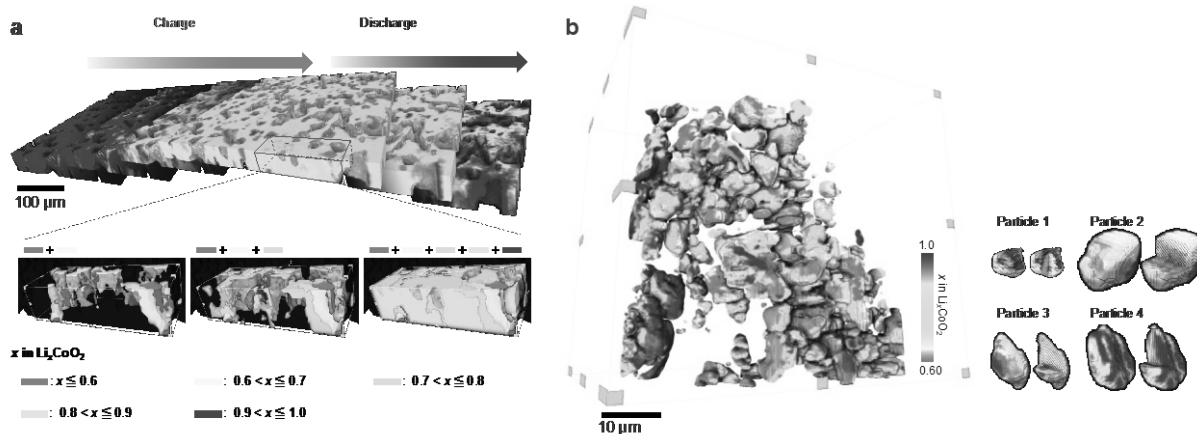 a
Charge
Discharge
100 µm
+
+ +
+ + + +
x in LiₓCoO₂
: x ≦ 0.6
: 0.6 < x ≦ 0.7
: 0.7 < x ≦ 0.8
: 0.8 < x ≦ 0.9
: 0.9 < x ≦ 1.0
b
1.0
x in LiₓCoO₂
0.60
10 µm
Particle 1
Particle 2
Particle 3
Particle 4